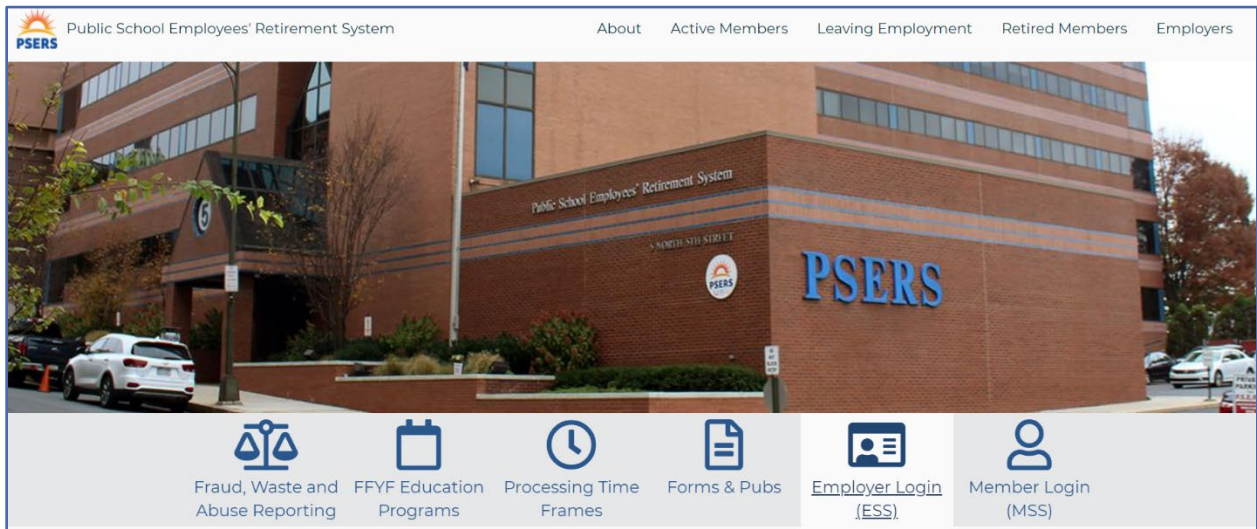 PSERS
Public School Employees' Retirement System
About
Active Members
Leaving Employment
Retired Members
Employers
5
Public School Employees' Retirement System
5 NORTH 5TH STREET
PSERS
PSERS
Fraud, Waste and
Abuse Reporting
FFYF Education
Programs
Processing Time
Frames
Forms & Pubs
Employer Login
(ESS)
Member Login
(MSS)